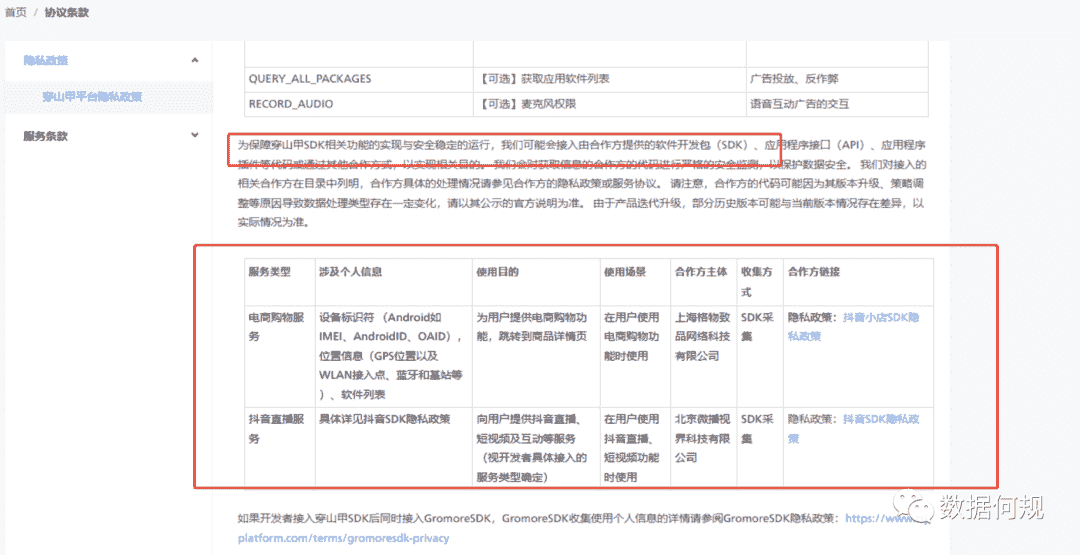 首页 / 协议条款
隐私政策
穿山甲平台隐私政策
服务条款
QUERY_ALL_PACKAGES 【可选】获取应用软件列表 广告投放、反作弊
RECORD_AUDIO 【可选】麦克风权限 语音互动广告的交互
为保障穿山甲SDK相关功能的实现与安全稳定的运行，我们可能会接入由合作方提供的软件开发包（SDK）、应用程序接口（API）、应用程序
插件等代码或通过其他合作方式，以实现相关目的。我们会对获取信息的合作方的代码进行严格的安全监测，以保护数据安全。 我们对接入的
相关合作方在目录中列明，合作方具体的处理情况请参见合作方的隐私政策或服务协议。 请注意，合作方的代码可能因为其版本升级、策略调
整等原因导致数据处理类型存在一定变化，请以其公示的官方说明为准。 由于产品迭代升级，部分历史版本可能与当前版本情况存在差异，以
实际情况为准。
服务类型 涉及个人信息 使用目的 使用场景 合作方主体 收集方
式 合作方链接
电商购物服
务
设备标识符 （Android如
IMEI、AndroidID、OAID），
位置信息（GPS位置以及
WLAN接入点、蓝牙和基站等
）、软件列表
为用户提供电商购物功
能，跳转到商品详情页
在用户使用
电商购物功
能时使用
上海格物致
品网络科技
有限公司
SDK采
集
隐私政策：抖音小店SDK隐
私政策
抖音直播服
务
具体详见抖音SDK隐私政策
向用户提供抖音直播、
短视频及互动等服务
（视开发者具体接入的
服务类型确定）
在用户使用
抖音直播、
短视频功能
时使用
北京微播视
界科技有限
公司
SDK采
集
隐私政策：抖音SDK隐私政
策
如果开发者接入穿山甲SDK后同时接入GromoreSDK，GromoreSDK收集使用个人信息的详情请参阅GromoreSDK隐私政策：https://www.
platform.com/terms/gromoresdk-privacy
数据何规